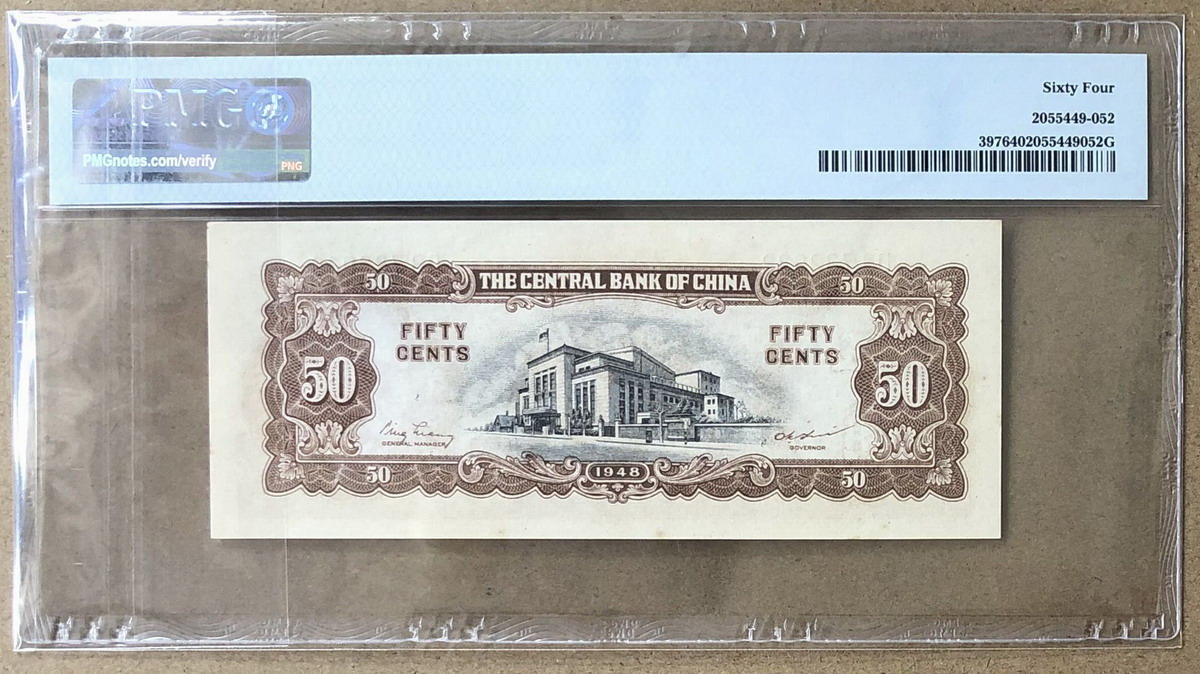 PMG
PMGnotes.com/verify
PNG
Sixty Four
2055449-052
3976402055449052G
50 THE CENTRAL BANK OF CHINA 50
FIFTY CENTS
FIFTY CENTS
50
50
GENERAL MANAGER
GOVERNOR
50 1948 50